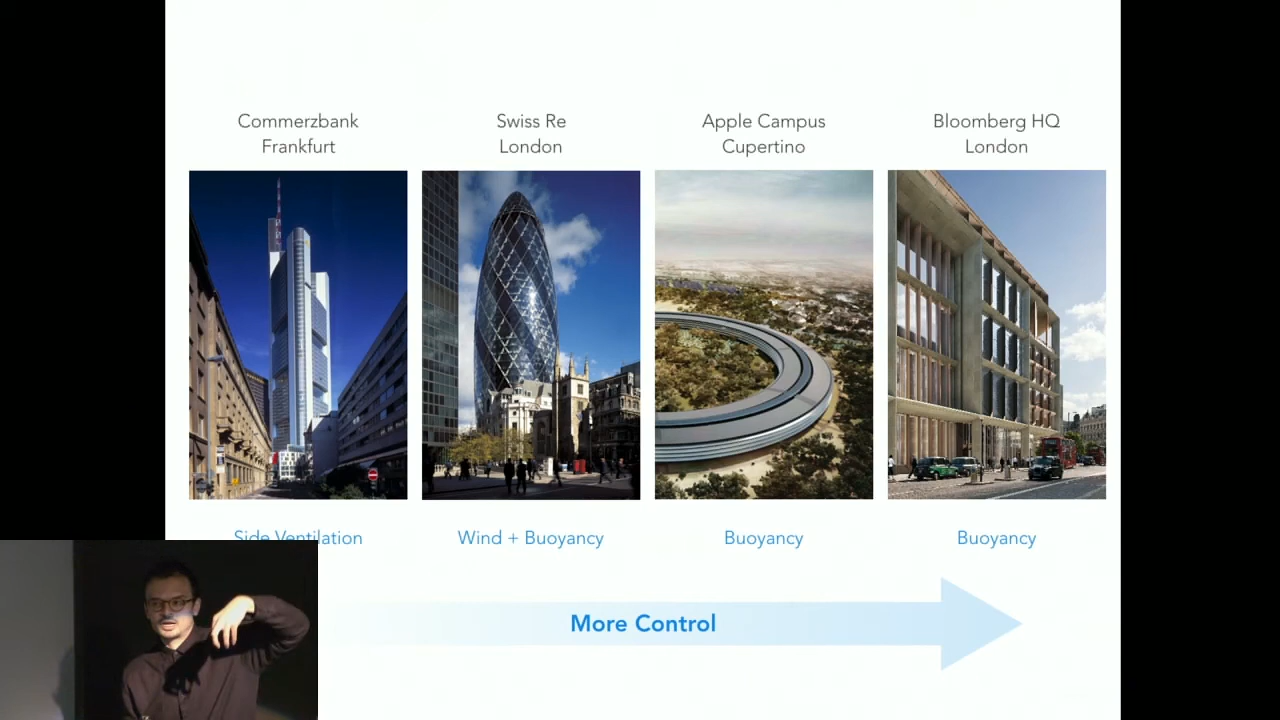 Commerzbank
Frankfurt
Swiss Re
London
Apple Campus
Cupertino
Bloomberg HQ
London
Side Ventilation
Wind + Buoyancy
Buoyancy
Buoyancy
More Control